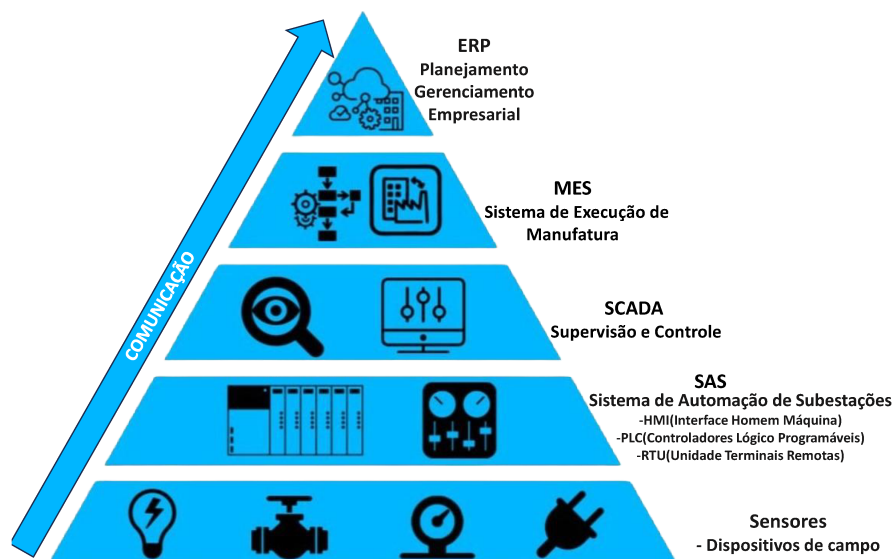 ERP
Planejamento
Gerenciamento
Empresarial
MES
Sistema de Execução de
Manufatura
COMUNICAÇÃO
SCADA
Supervisão e Controle
SAS
Sistema de Automação de Subestações
-HMI(Interface Homem Máquina)
-PLC(Controladores Lógico Programáveis)
-RTU(Unidade Terminais Remotas)
Sensores
- Dispositivos de campo